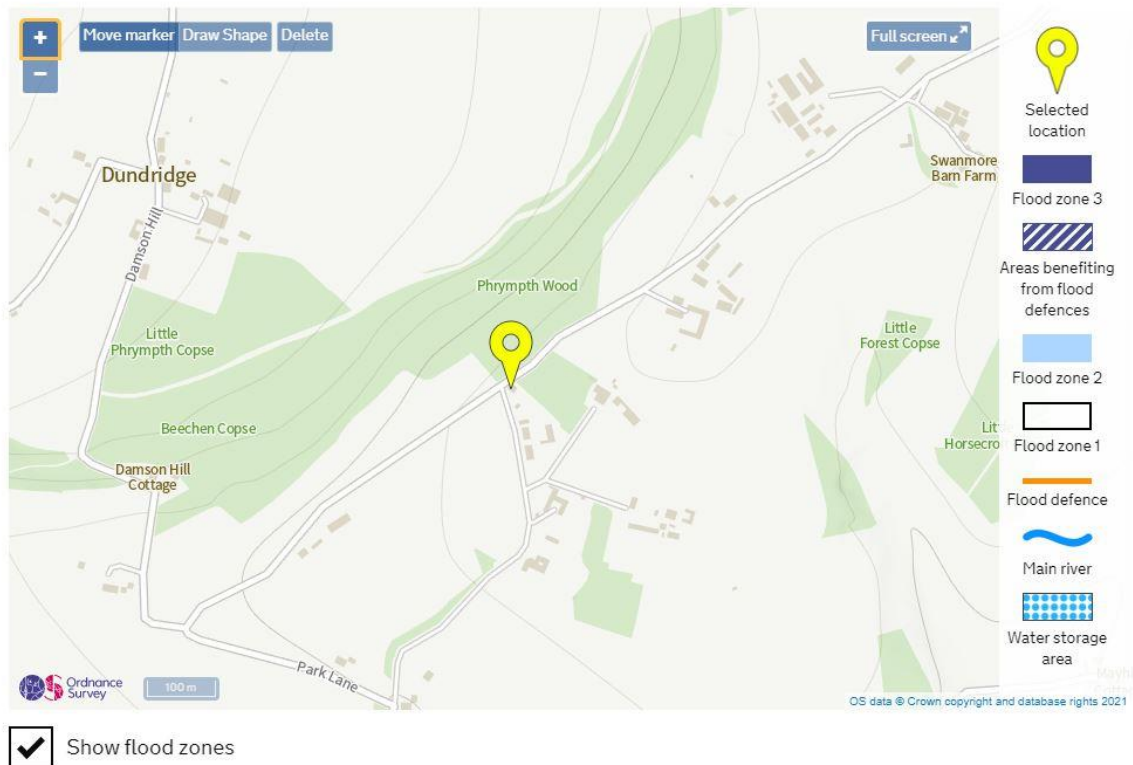 +
Move marker
Draw Shape
Delete
Full screen
−
Dundridge
Damson Hill
Phrympth Wood
Little
Phrympth Copse
Beechen Copse
Damson Hill
Cottage
Swanmore
Barn Farm
Little
Forest Copse
Horsecro
Park Lane
Ordnance
Survey
100 m
OS data © Crown copyright and database rights 2021
Selected
location
Flood zone 3
Areas benefiting
from flood
defences
Flood zone 2
Flood zone 1
Flood defence
Main river
Water storage
area
Show flood zones